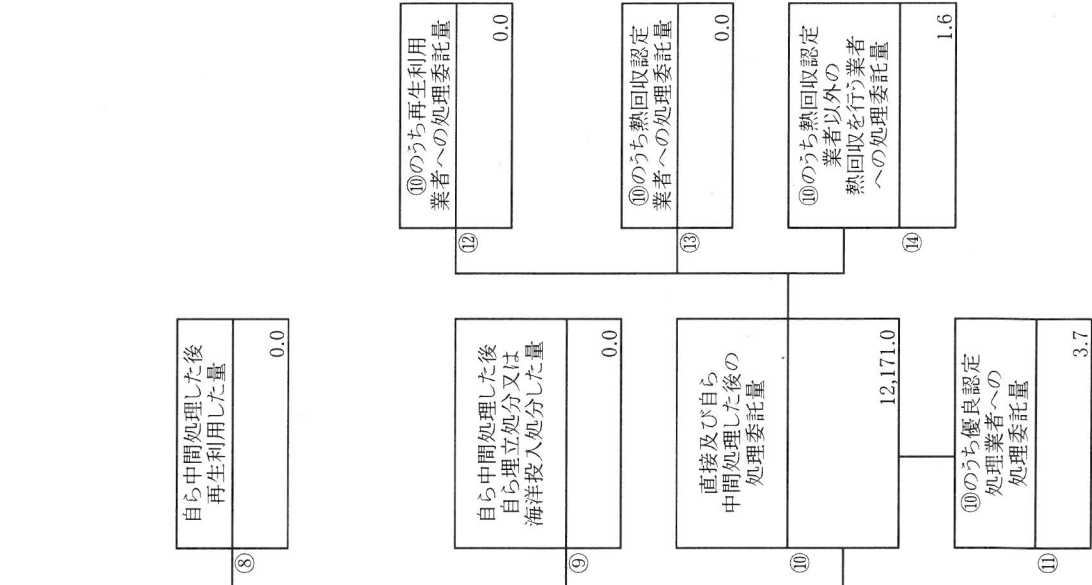 ⑧
自ら中間処理した後
再生利用した量
0.0
⑨
自ら中間処理した後
自ら埋立処分又は
海洋投入処分した量
0.0
⑩
直接及び自ら
中間処理した後の
処理委託量
12,171.0
⑪
⑩のうち優良認定
処理業者への
処理委託量
3.7
⑫
⑩のうち再生利用
業者への処理委託量
0.0
⑬
⑩のうち熱回収認定
業者への処理委託量
0.0
⑭
⑩のうち熱回収認定
業者以外の
熱回収を行う業者
への処理委託量
1.6